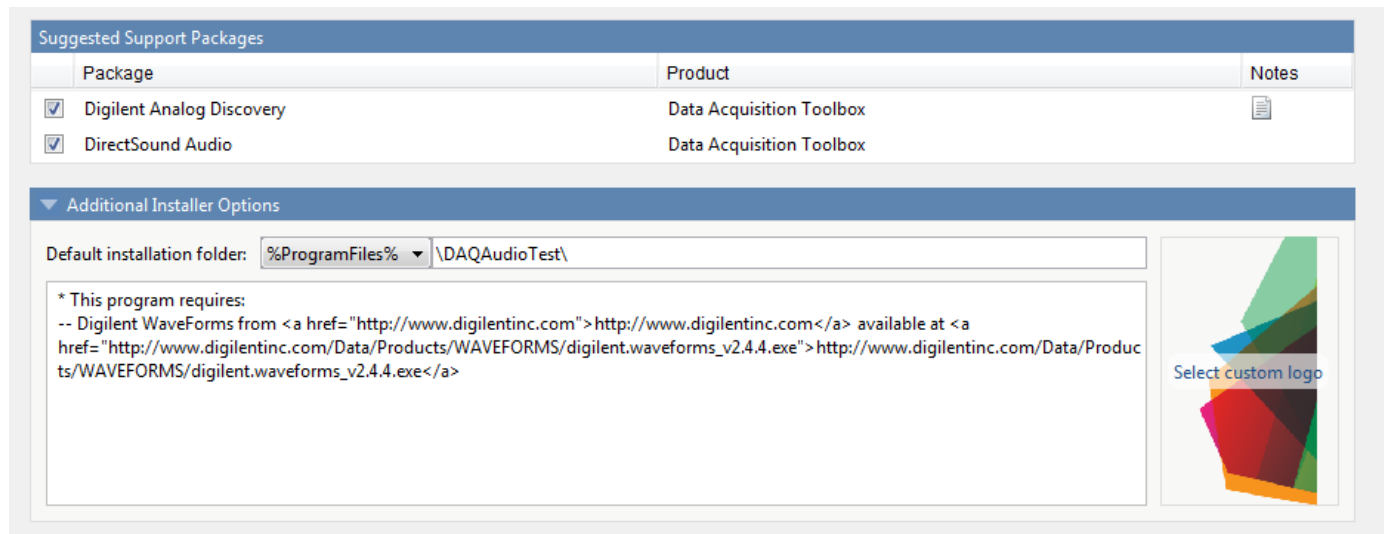 Suggested Support Packages
Package Product Notes
Digilent Analog Discovery Data Acquisition Toolbox
DirectSound Audio Data Acquisition Toolbox
Additional Installer Options
Default installation folder: %ProgramFiles% \DAQAudioTest\
* This program requires:
-- Digilent WaveForms from <a href="http://www.digilentinc.com">http://www.digilentinc.com</a> available at <a
href="http://www.digilentinc.com/Data/Products/WAVEFORMS/digilent.waveforms_v2.4.4.exe">http://www.digilentinc.com/Data/Produc
ts/WAVEFORMS/digilent.waveforms_v2.4.4.exe</a>
Select custom logo